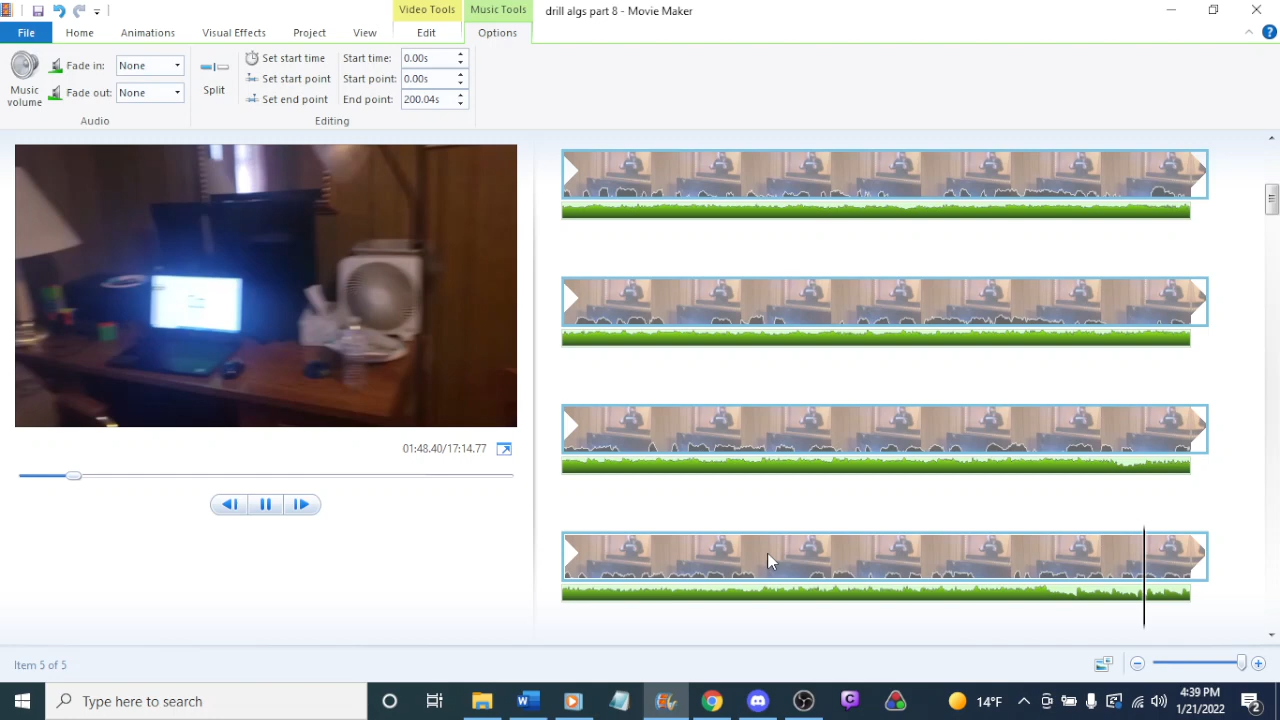 Video Tools
Music Tools
drill algs part 8 - Movie Maker
File
Home
Animations
Visual Effects
Project
View
Edit
Options
Music volume
Fade in:
None
Fade out:
None
Audio
Split
Set start time
Set start point
Set end point
Start time:
0.00s
Start point:
0.00s
End point:
200.04s
Editing
01:48.40/17:14.77
Item 5 of 5
Type here to search
14°F
4:39 PM
1/21/2022
2